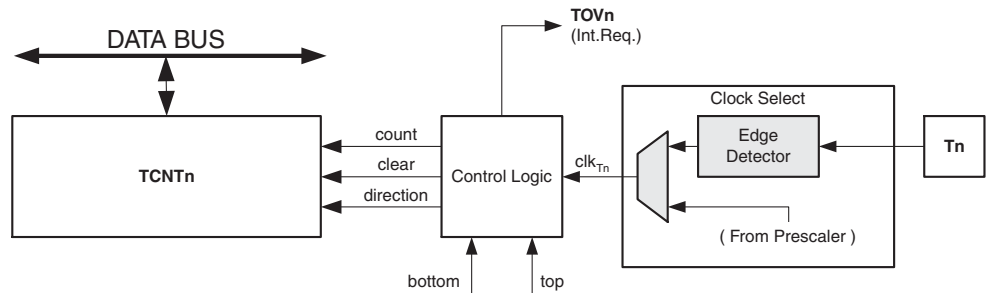 TOVn
(Int.Req.)
DATA BUS
Clock Select
count
Edge
Detector
Tn
TCNTn
clear
Control Logic
clkTn
direction
( From Prescaler )
bottom
top